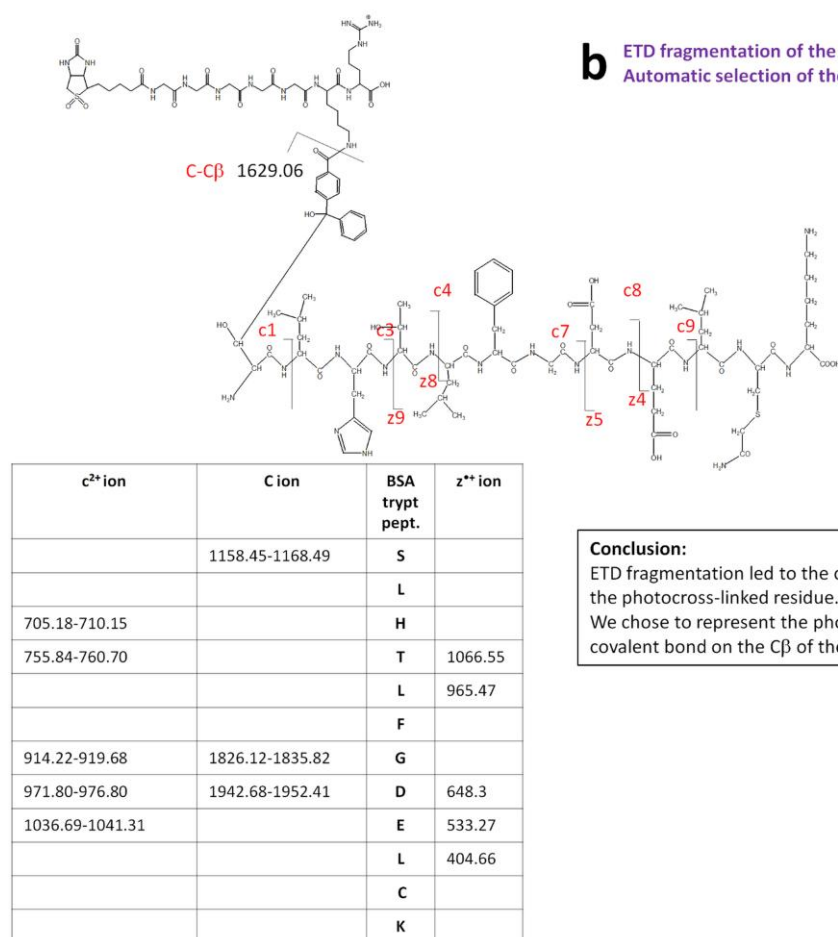 b
ETD fragmentation of the
Automatic selection of the
C-Cβ 1629.06
c1
c3
c4
c7
c8
c9
z8
z9
z5
z4
c2+ ion C ion BSA trypt pept. z•+ ion
1158.45-1168.49 S
L
705.18-710.15 H
755.84-760.70 T 1066.55
L 965.47
F
914.22-919.68 1826.12-1835.82 G
971.80-976.80 1942.68-1952.41 D 648.3
1036.69-1041.31 E 533.27
L 404.66
C
K
Conclusion:
ETD fragmentation led to the
the photocross-linked residue.
We chose to represent the
covalent bond on the Cβ of the